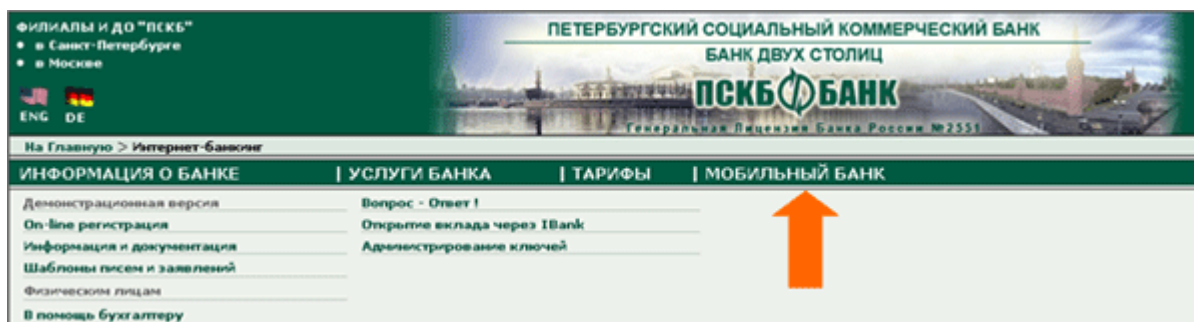 ФИЛИАЛЫ И ДО "ПСКБ"
• в Санкт-Петербурге
• в Москве
ENG DE
ПЕТЕРБУРГСКИЙ СОЦИАЛЬНЫЙ КОММЕРЧЕСКИЙ БАНК
БАНК ДВУХ СТОЛИЦ
ПСКБ БАНК
Генеральная Лицензия Банка России №2551
На Главную > Интернет-банкинг
ИНФОРМАЦИЯ О БАНКЕ | УСЛУГИ БАНКА | ТАРИФЫ | МОБИЛЬНЫЙ БАНК
Демонстрационная версия
On-line регистрация
Информация и документация
Шаблоны писем и заявлений
Физическим лицам
В помощь бухгалтеру
Вопрос - Ответ !
Открытие вклада через IBank
Администрирование ключей